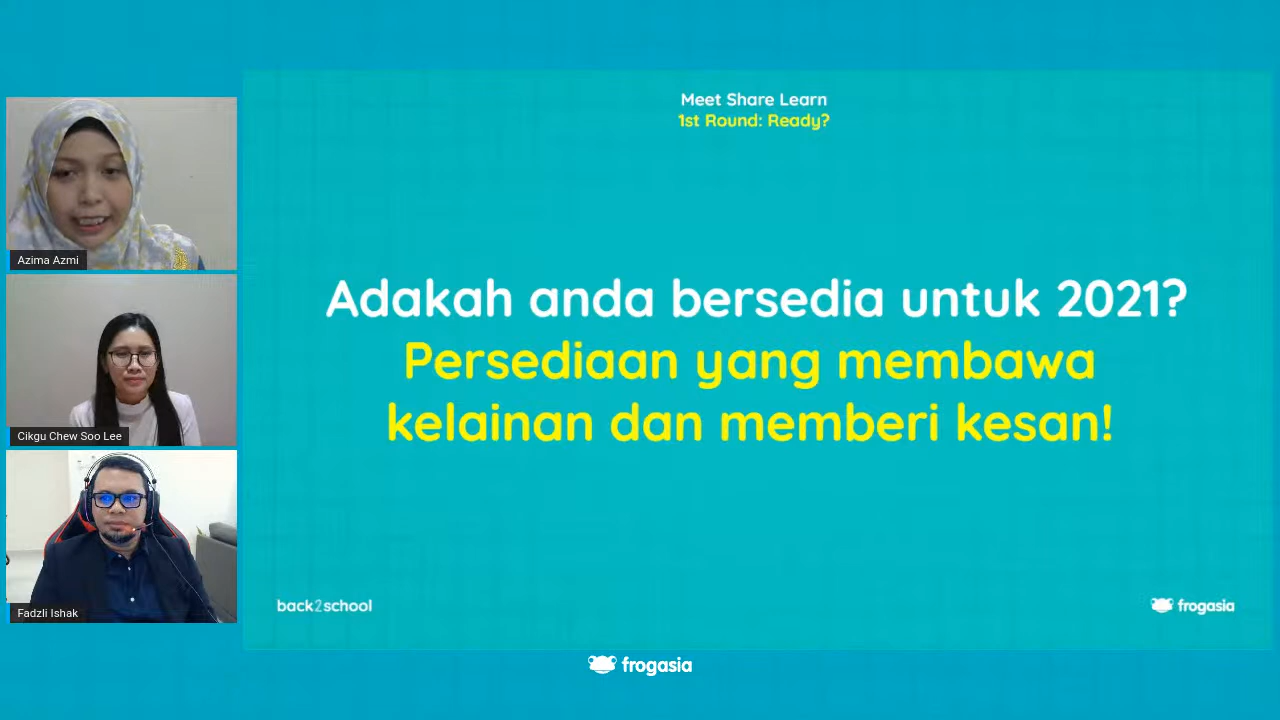 Meet Share Learn
1st Round: Ready?
Azima Azmi
Adakah anda bersedia untuk 2021?
Persediaan yang membawa
kelainan dan memberi kesan!
Cikgu Chew Soo Lee
Fadzli Ishak
back2school
frogasia
frogasia